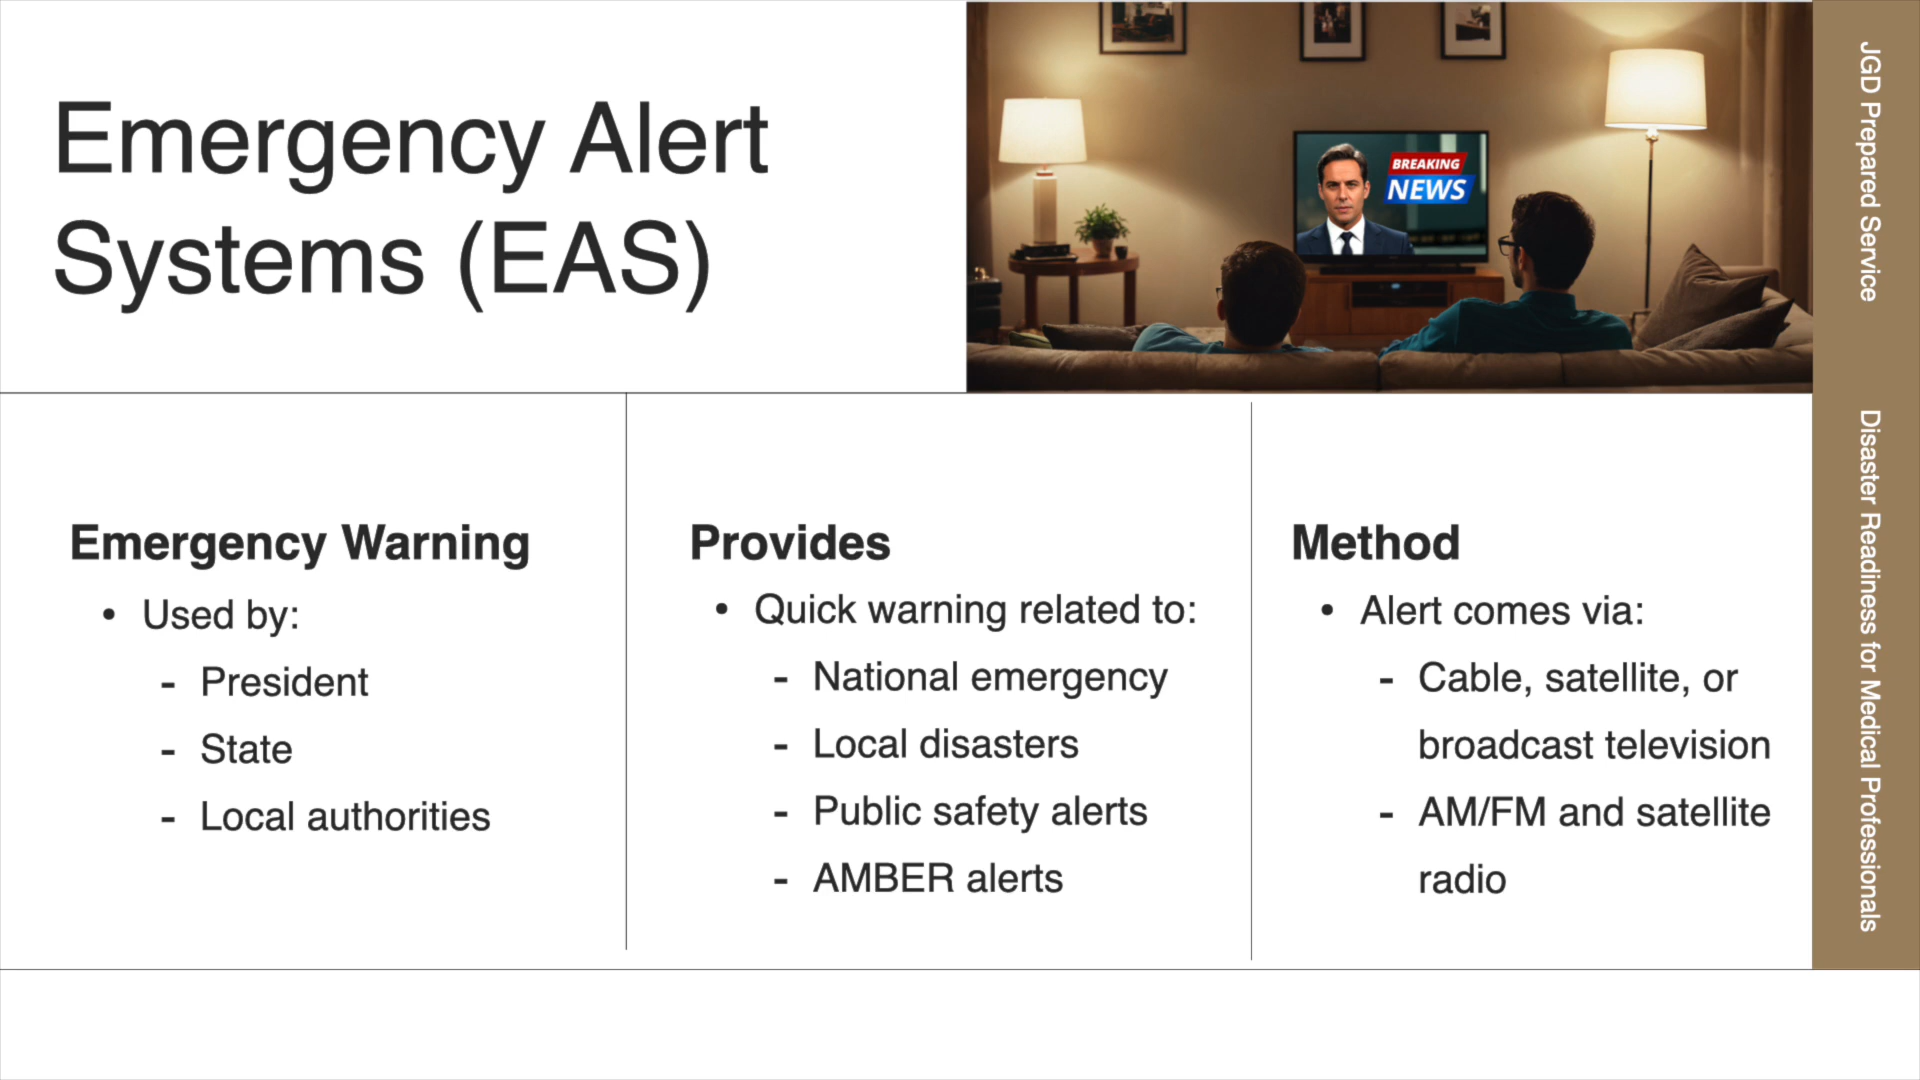 Emergency Alert
Systems (EAS)
BREAKING
NEWS
JGD Prepared Service
Disaster Readiness for Medical Professionals
Emergency Warning
• Used by:
- President
- State
- Local authorities
Provides
• Quick warning related to:
- National emergency
- Local disasters
- Public safety alerts
- AMBER alerts
Method
• Alert comes via:
- Cable, satellite, or
broadcast television
- AM/FM and satellite
radio